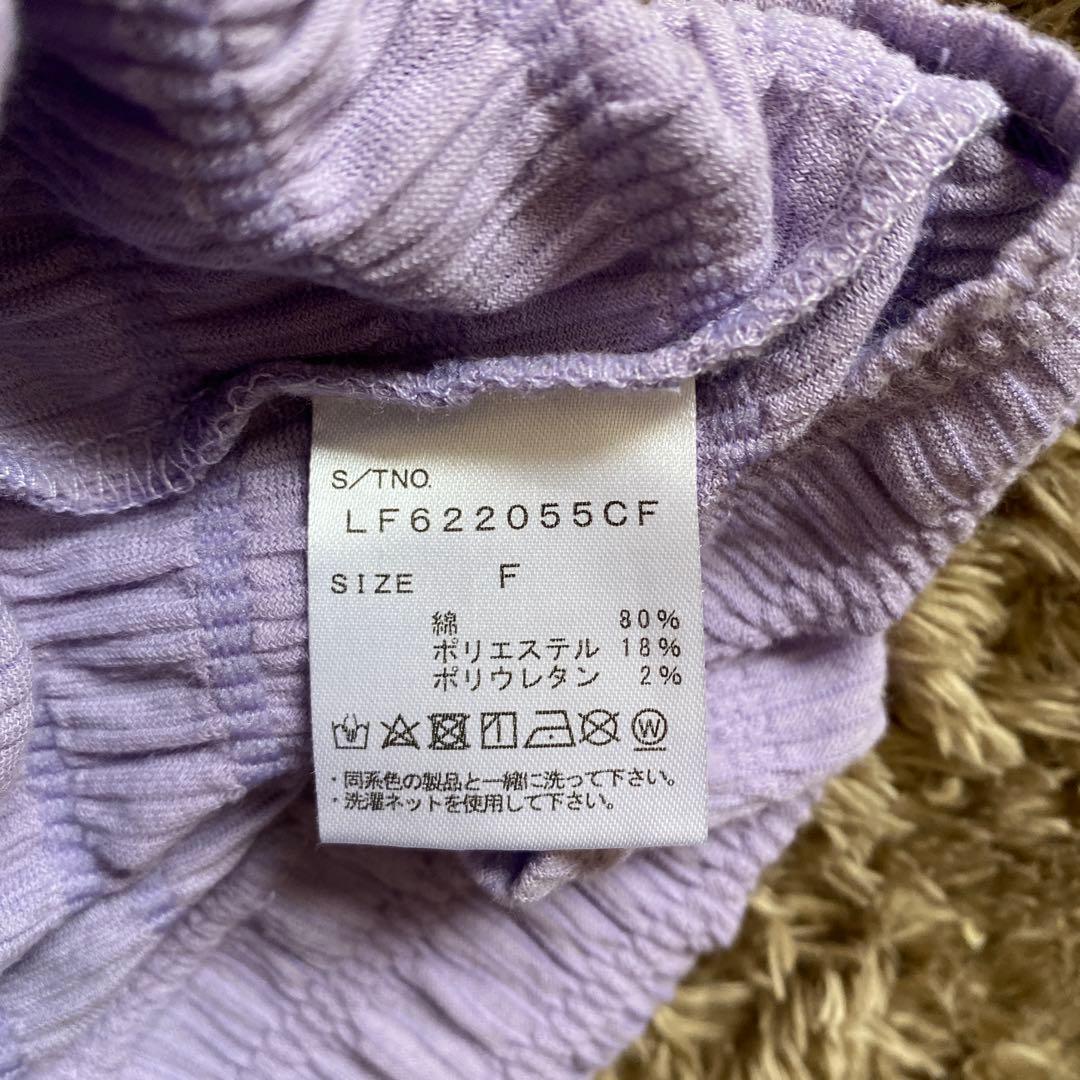 S/TNO.
LF622055CF
SIZE F
綿 80%
ポリエステル 18%
ポリウレタン 2%
W
・同系色の製品と一緒に洗って下さい。
・洗濯ネットを使用して下さい。